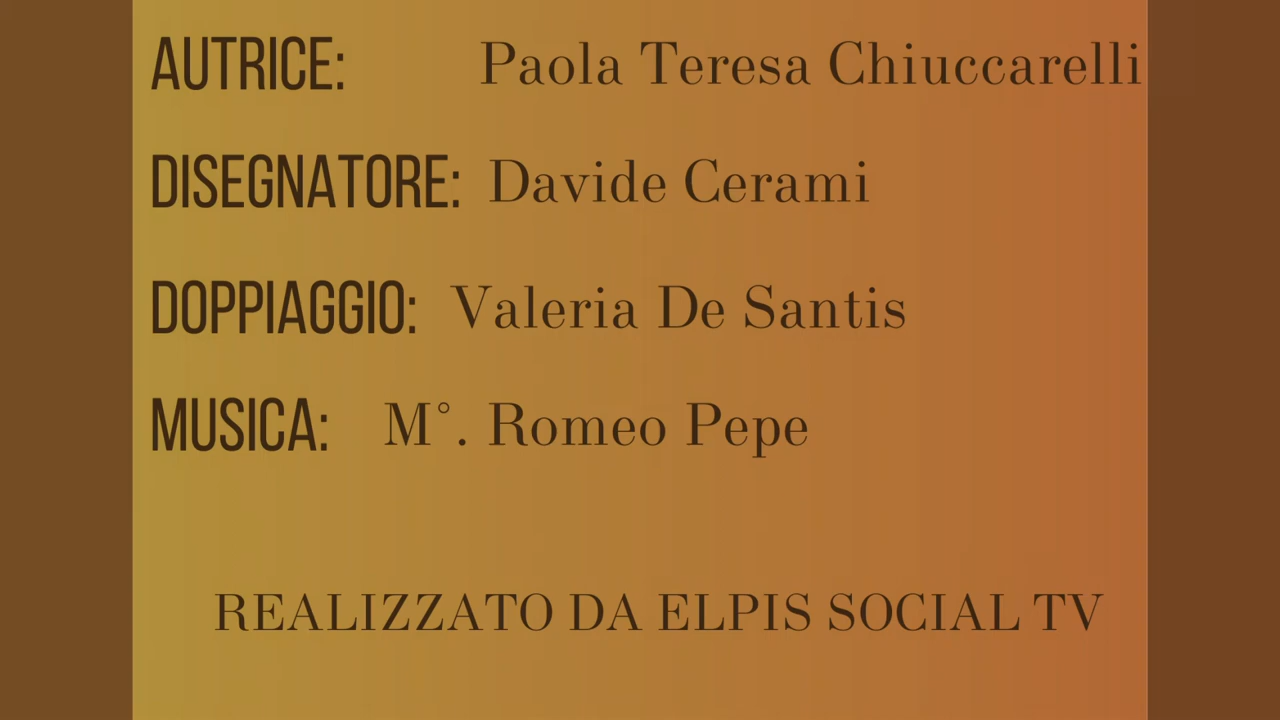 AUTRICE: Paola Teresa Chiuccarelli
DISEGNATORE: Davide Cerami
DOPPIAGGIO: Valeria De Santis
MUSICA: M°. Romeo Pepe
REALIZZATO DA ELPIS SOCIAL TV